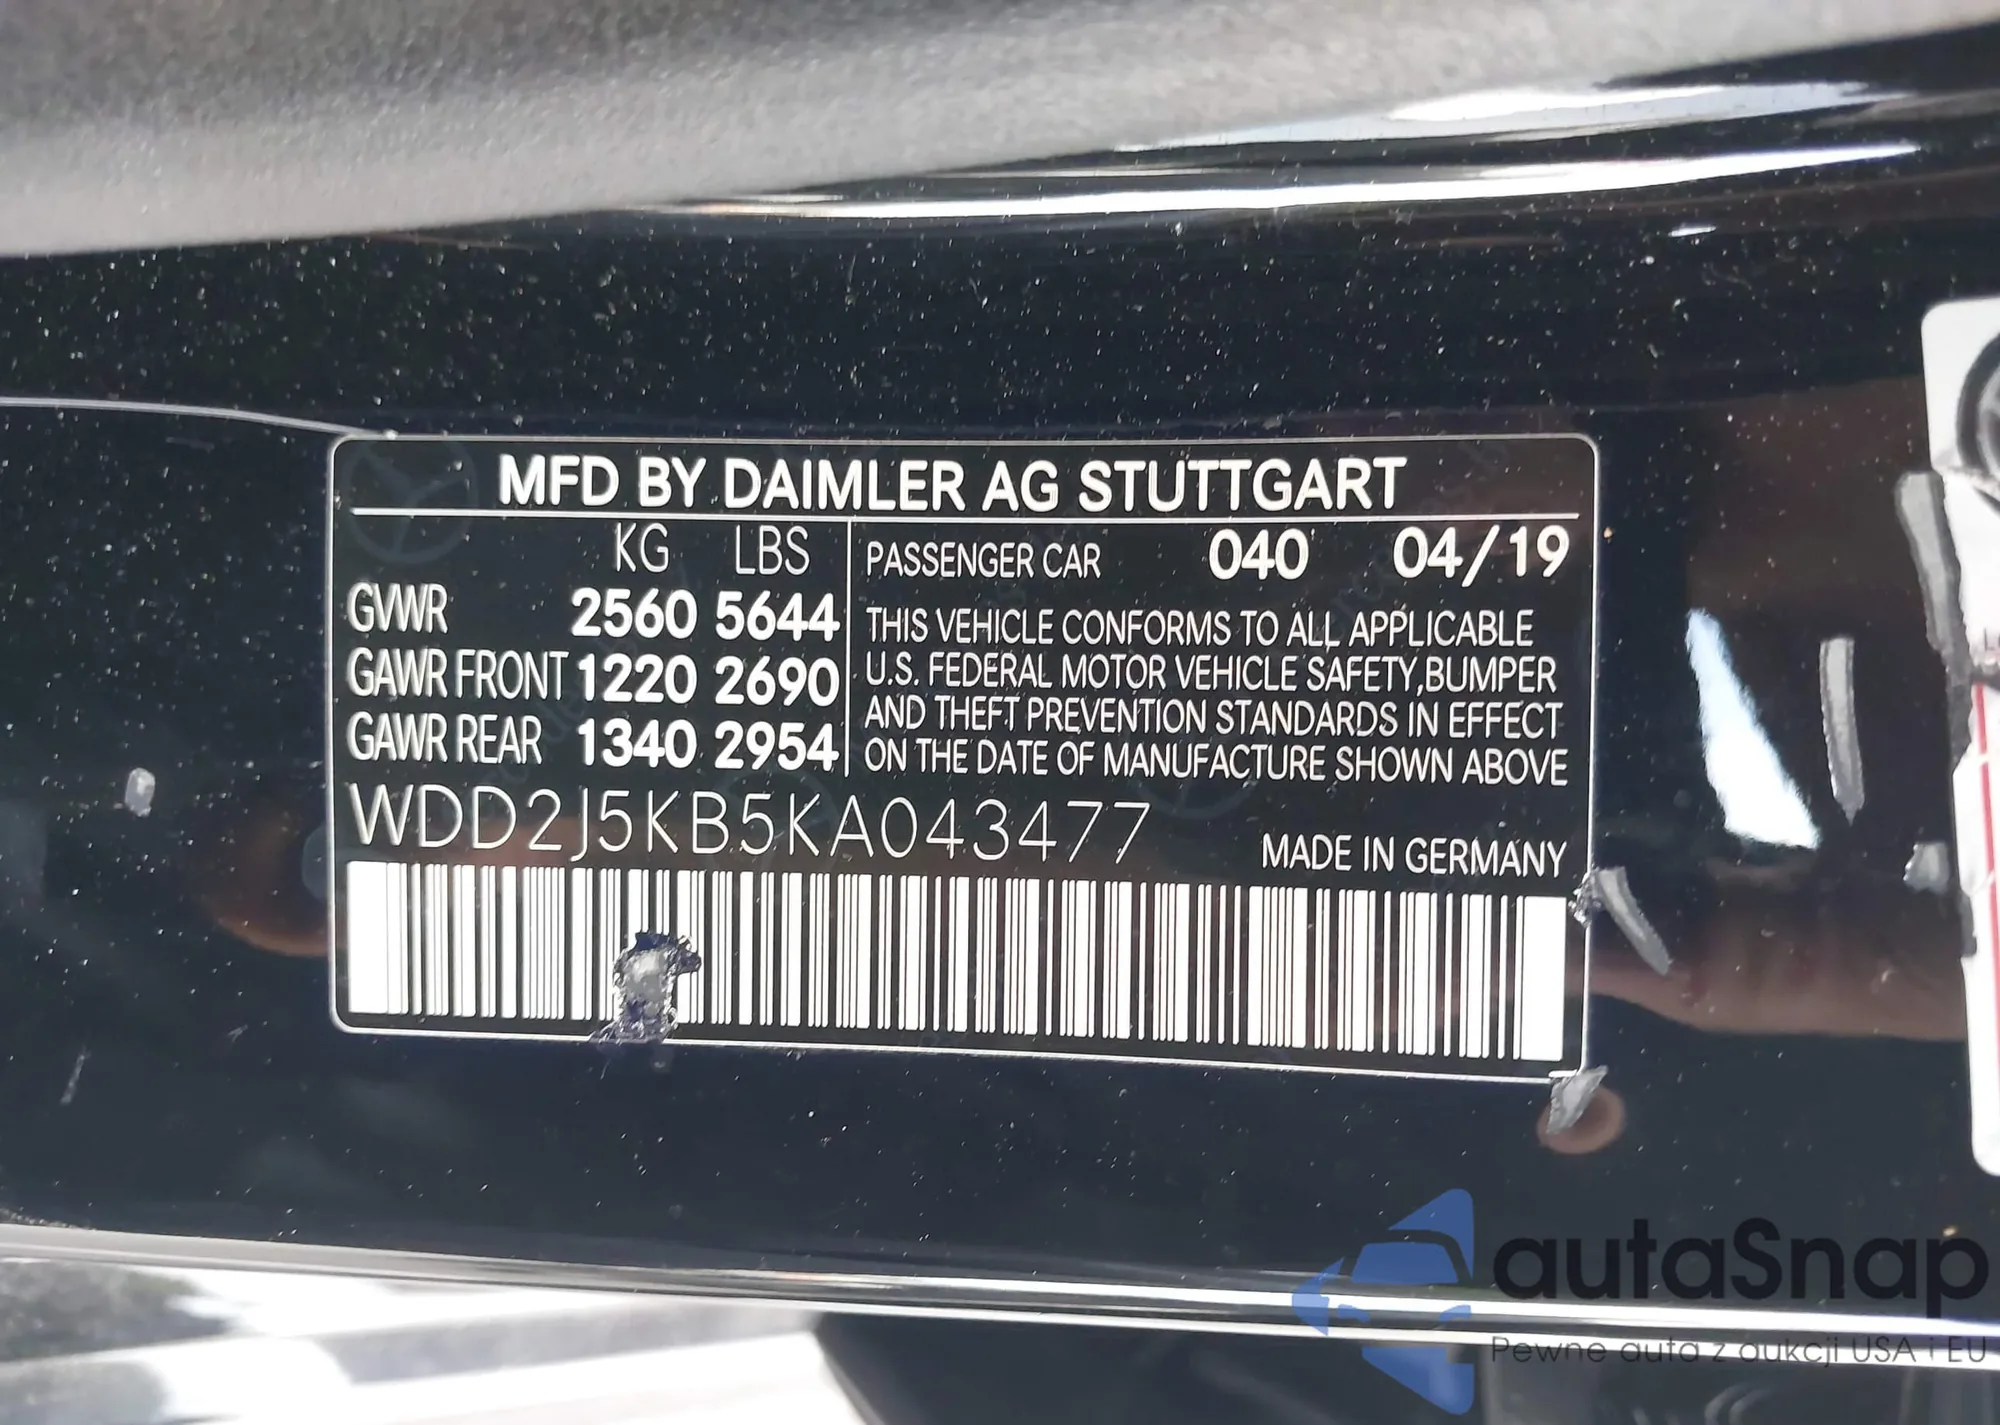 MFD BY DAIMLER AG STUTTGART
KG LBS
GVWR 2560 5644
GAWR FRONT 1220 2690
GAWR REAR 1340 2954
PASSENGER CAR 040 04/19
THIS VEHICLE CONFORMS TO ALL APPLICABLE
U.S. FEDERAL MOTOR VEHICLE SAFETY,BUMPER
AND THEFT PREVENTION STANDARDS IN EFFECT
ON THE DATE OF MANUFACTURE SHOWN ABOVE
WDD2J5KB5KA043477
MADE IN GERMANY
autaSnap
Pewne auta z aukcji USA i EU